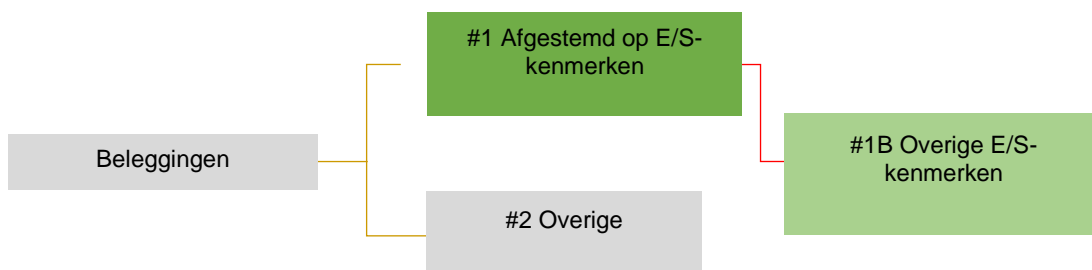 #1 Afgestemd op E/S-
kenmerken
Beleggingen
#1B Overige E/S-
kenmerken
#2 Overige